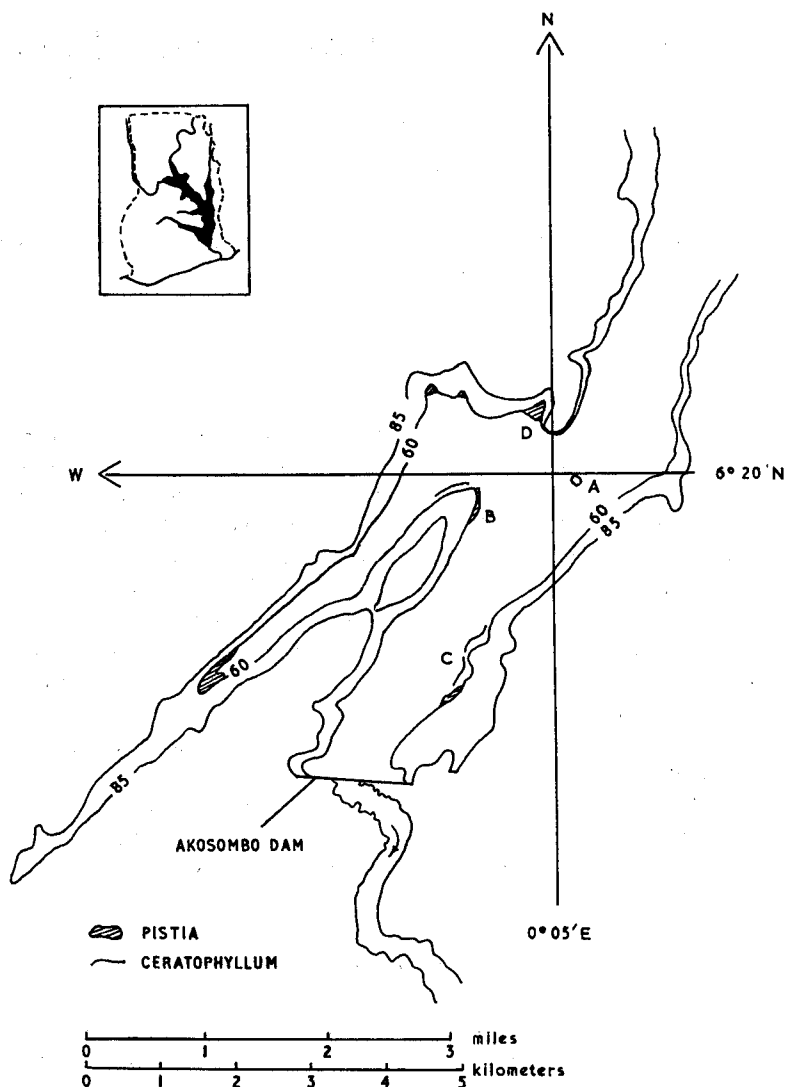 N
85
60
D
W
6° 20'N
A
B
60
85
C
60
85
AKOSOMBO DAM
PISTIA
0° 05'E
CERATOPHYLLUM
0 1 2 3 miles
0 1 2 3 4 5 kilometers